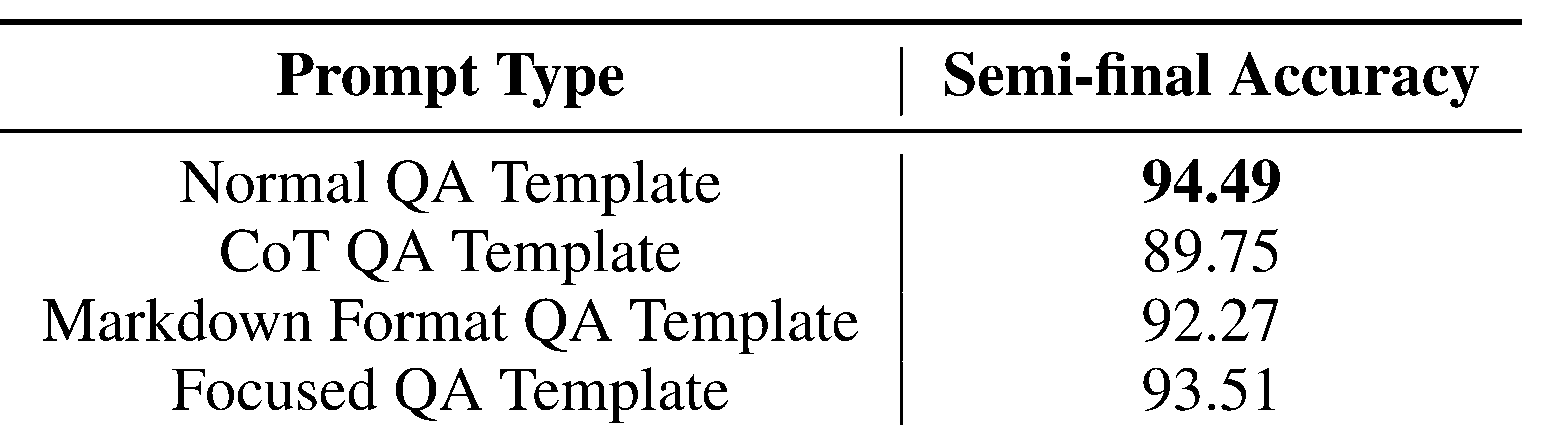 Prompt Type Semi-final Accuracy
Normal QA Template 94.49
CoT QA Template 89.75
Markdown Format QA Template 92.27
Focused QA Template 93.51